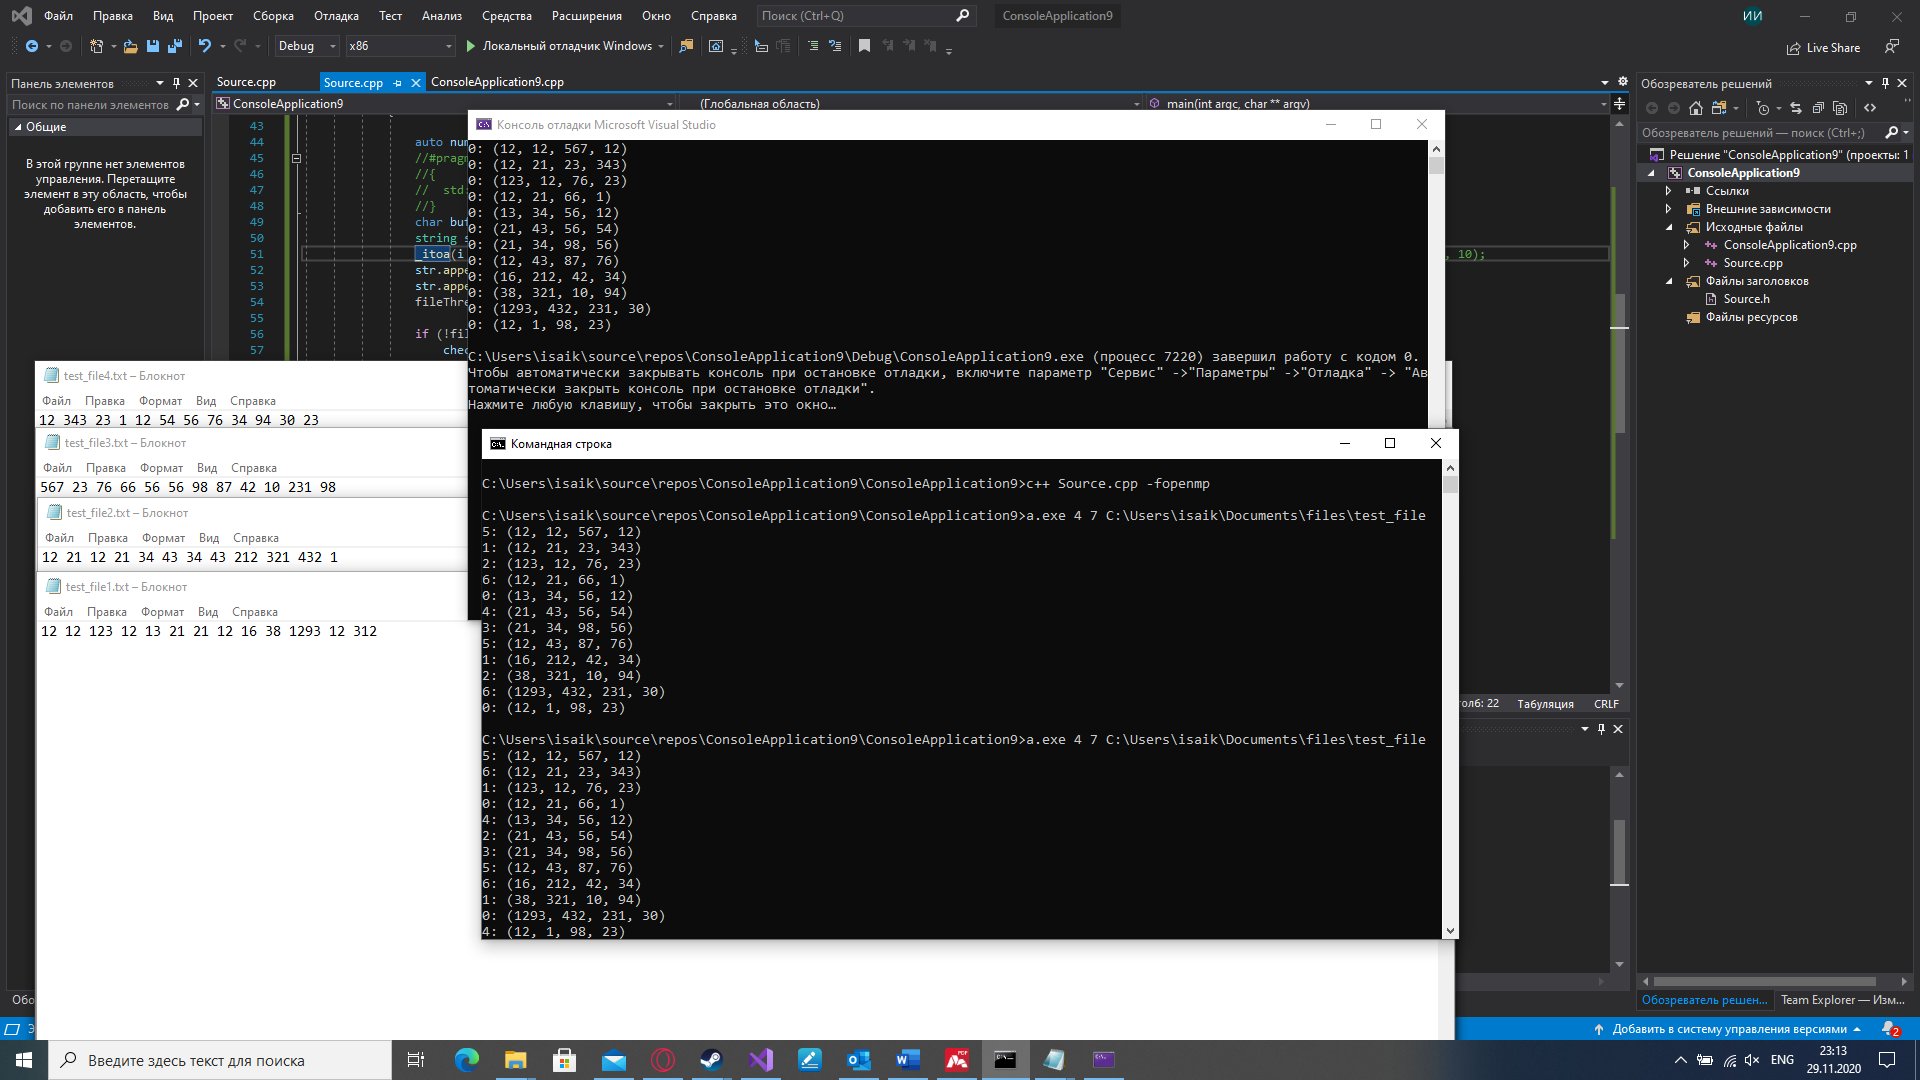 Файл Правка Вид Проект Сборка Отладка Тест Анализ Средства Расширения Окно Справка Поиск (Ctrl+Q) ConsoleApplication9 ИИ
Debug x86 Локальный отладчик Windows Live Share
Панель элементов
Поиск по панели элементов
Общие
В этой группе нет элементов
управления. Перетащите
элемент в эту область, чтобы
добавить его в панель
элементов.
Source.cpp Source.cpp ConsoleApplication9.cpp
ConsoleApplication9 (Глобальная область) main(int argc, char ** argv)
43
44 auto
45
46 //{
47 //
48 //}
49 char
50 string
51 _itoa(i , 10);
52
53
54
55
56 if
57
Консоль отладки Microsoft Visual Studio
0: (12, 12, 567, 12)
0: (12, 21, 23, 343)
0: (123, 12, 76, 23)
0: (12, 21, 66, 1)
0: (13, 34, 56, 12)
0: (21, 43, 56, 54)
0: (21, 34, 98, 56)
0: (12, 43, 87, 76)
0: (16, 212, 42, 34)
0: (38, 321, 10, 94)
0: (1293, 432, 231, 30)
0: (12, 1, 98, 23)
C:\Users\isaik\source\repos\ConsoleApplication9\Debug\ConsoleApplication9.exe (процесс 7220) завершил работу с кодом 0.
Чтобы автоматически закрывать консоль при остановке отладки, включите параметр "Сервис" ->"Параметры" ->"Отладка" -> "Ав
томатически закрыть консоль при остановке отладки".
Нажмите любую клавишу, чтобы закрыть это окно…
test_file4.txt – Блокнот
Файл Правка Формат Вид Справка
12 343 23 1 12 54 56 76 34 94 30 23
test_file3.txt – Блокнот
Файл Правка Формат Вид Справка
567 23 76 66 56 56 98 87 42 10 231 98
test_file2.txt – Блокнот
Файл Правка Формат Вид Справка
12 21 12 21 34 43 34 43 212 321 432 1
test_file1.txt – Блокнот
Файл Правка Формат Вид Справка
12 12 123 12 13 21 21 12 16 38 1293 12 312
Командная строка
C:\Users\isaik\source\repos\ConsoleApplication9\ConsoleApplication9>c++ Source.cpp -fopenmp
C:\Users\isaik\source\repos\ConsoleApplication9\ConsoleApplication9>a.exe 4 7 C:\Users\isaik\Documents\files\test_file
5: (12, 12, 567, 12)
1: (12, 21, 23, 343)
2: (123, 12, 76, 23)
6: (12, 21, 66, 1)
0: (13, 34, 56, 12)
4: (21, 43, 56, 54)
3: (21, 34, 98, 56)
5: (12, 43, 87, 76)
1: (16, 212, 42, 34)
2: (38, 321, 10, 94)
6: (1293, 432, 231, 30)
0: (12, 1, 98, 23)
C:\Users\isaik\source\repos\ConsoleApplication9\ConsoleApplication9>a.exe 4 7 C:\Users\isaik\Documents\files\test_file
5: (12, 12, 567, 12)
6: (12, 21, 23, 343)
1: (123, 12, 76, 23)
0: (12, 21, 66, 1)
4: (13, 34, 56, 12)
2: (21, 43, 56, 54)
3: (21, 34, 98, 56)
5: (12, 43, 87, 76)
6: (16, 212, 42, 34)
1: (38, 321, 10, 94)
0: (1293, 432, 231, 30)
4: (12, 1, 98, 23)
22 Табуляция CRLF
Обозреватель решений
Обозреватель решений — поиск (Ctrl+;)
Решение "ConsoleApplication9" (проекты: 1
ConsoleApplication9
Ссылки
Внешние зависимости
Исходные файлы
ConsoleApplication9.cpp
Source.cpp
Файлы заголовков
Source.h
Файлы ресурсов
Обозреватель решен... Team Explorer — Изм...
Добавить в систему управления версиями 2
Введите здесь текст для поиска
ENG
23:13
29.11.2020